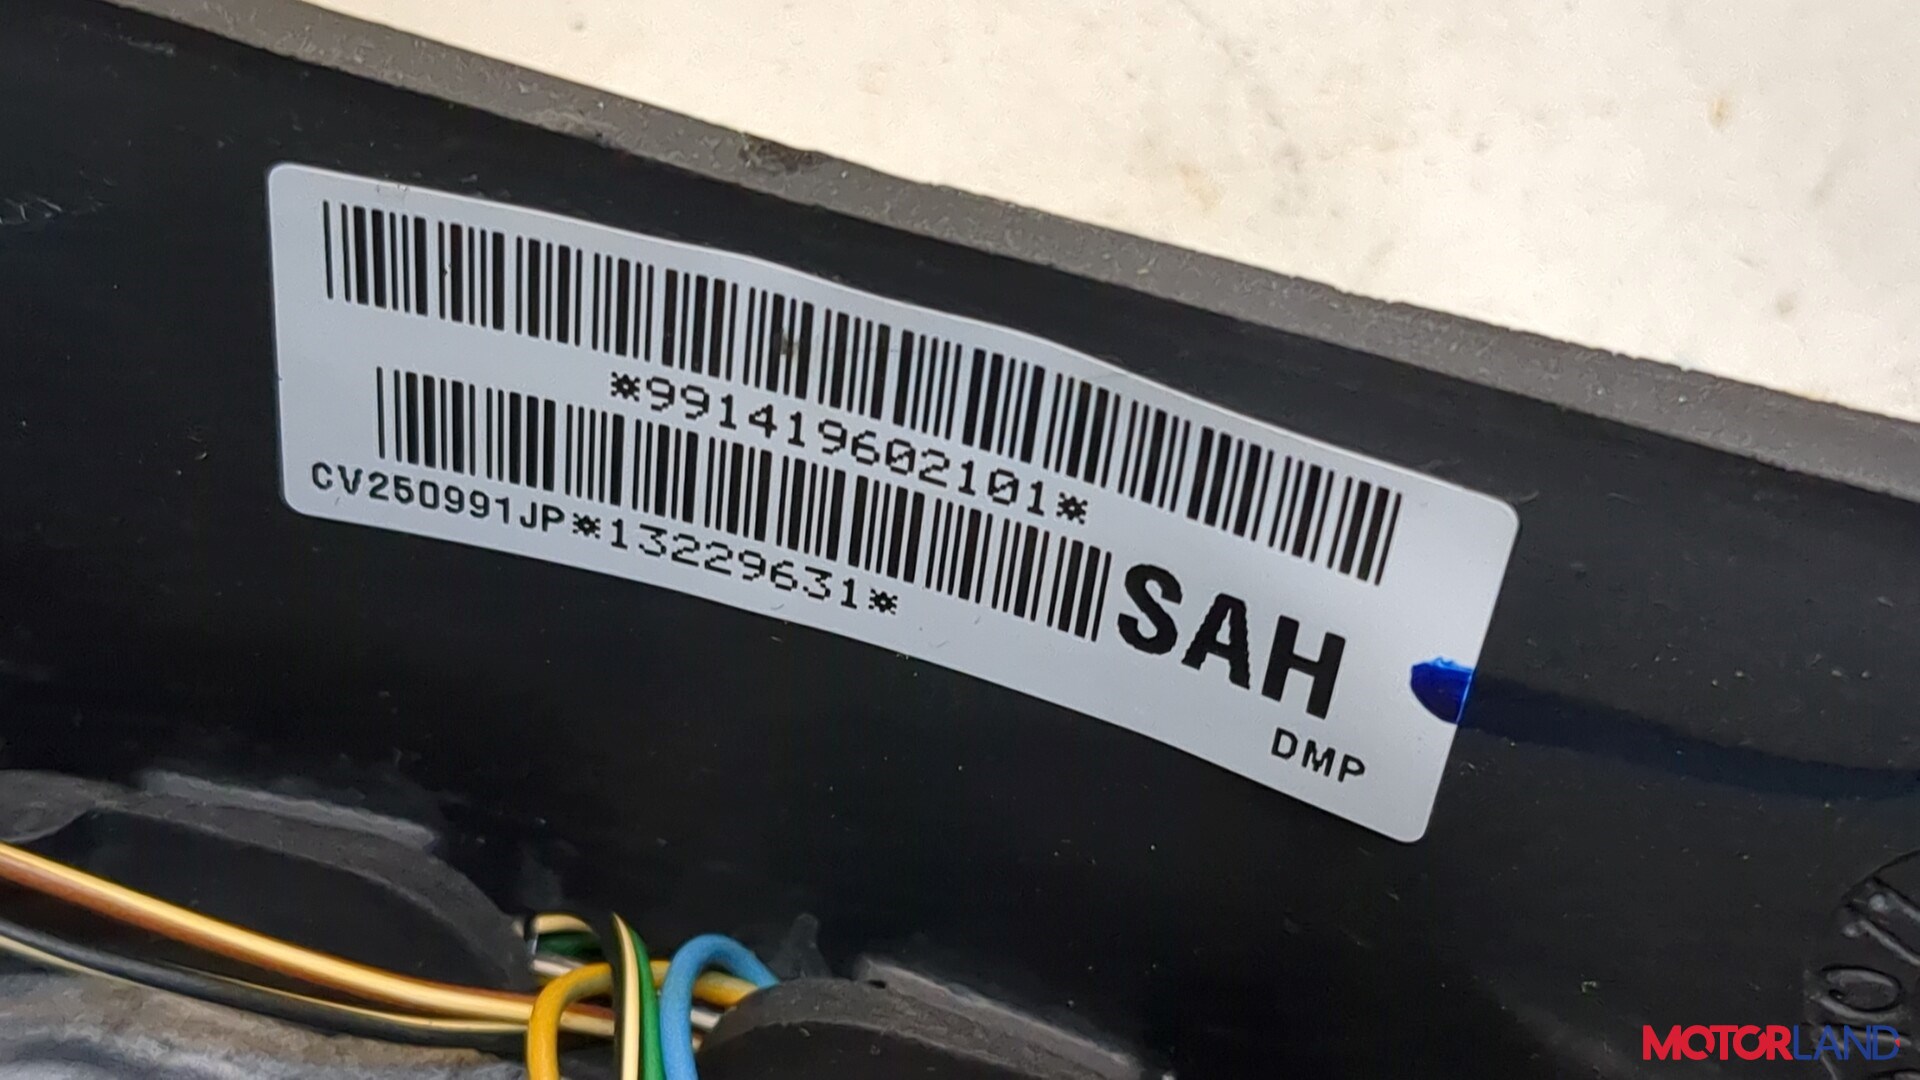 *991419602101*
CV250991JP*13229631*
SAH
DMP
MOTORLAND